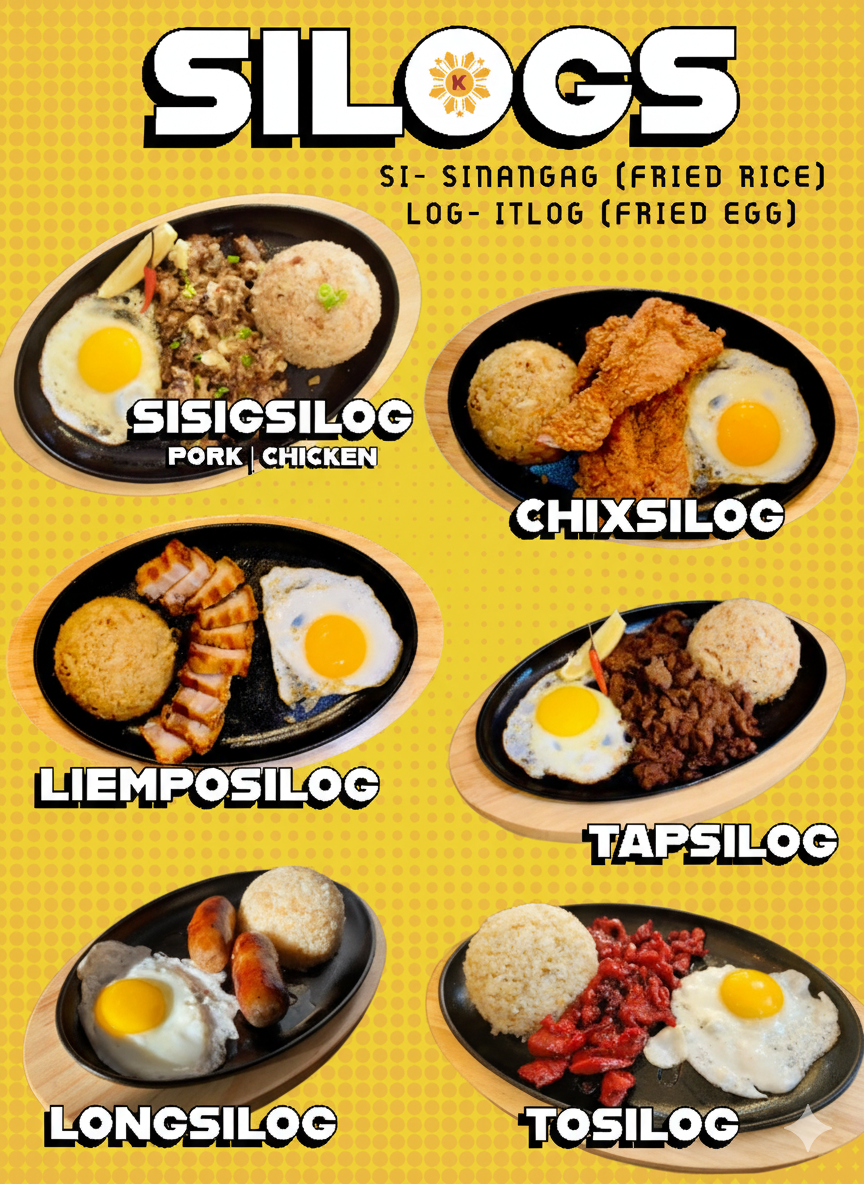 SILOGS
K
SI- SINANGAG (FRIED RICE)
LOG- ITLOG (FRIED EGG)
SISIGSILOG
PORK | CHICKEN
CHIXSILOG
LIEMPOSILOG
TAPSILOG
LONGSILOG
TOSILOG